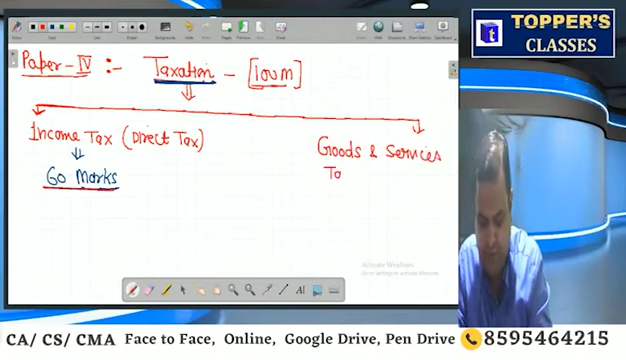 TOPPER'S
CLASSES
Paper-IV :- Taxation - [100 M]
Income Tax (Direct Tax)
60 Marks
Goods & Services
Ta
Activate Windows
Go to Settings to activate Windows.
CA/ CS/ CMA Face to Face, Online, Google Drive, Pen Drive 8595464215